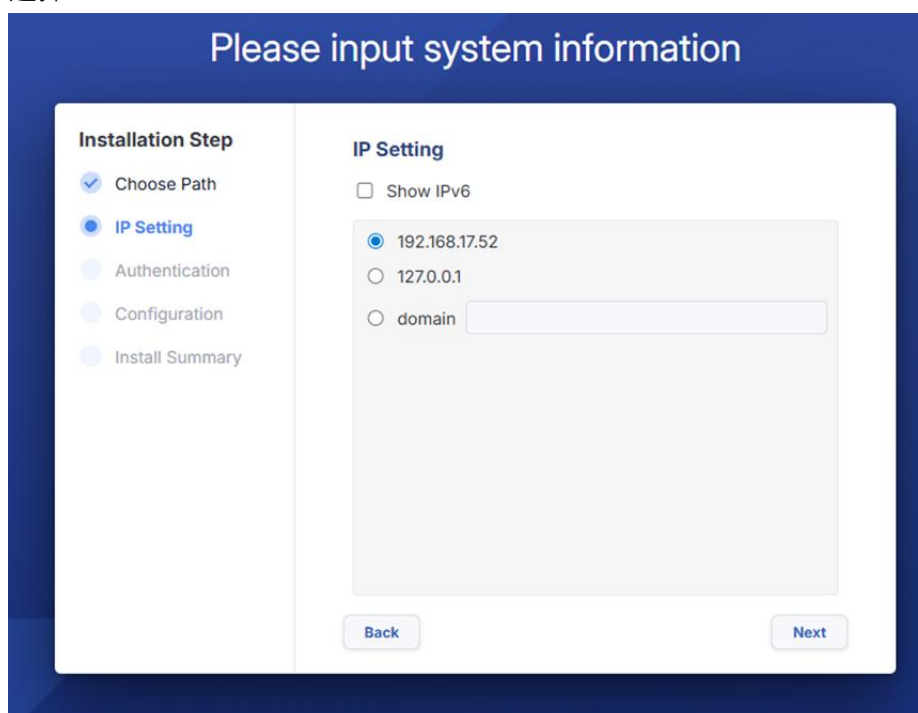 Please input system information
Installation Step
Choose Path
IP Setting
Authentication
Configuration
Install Summary
IP Setting
Show IPv6
192.168.17.52
127.0.0.1
domain
Back
Next